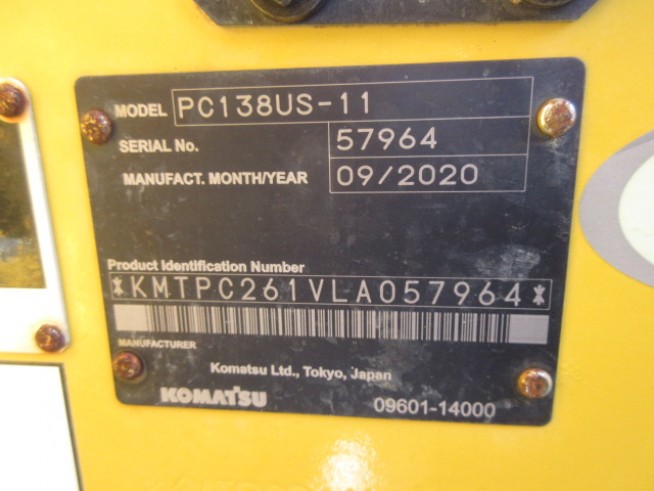 MODEL PC138US-11
SERIAL No. 57964
MANUFACT. MONTH/YEAR 09/2020
Product Identification Number
*KMTPC261VLA057964*
MANUFACTURER
Komatsu Ltd., Tokyo, Japan
KOMATSU 09601-14000